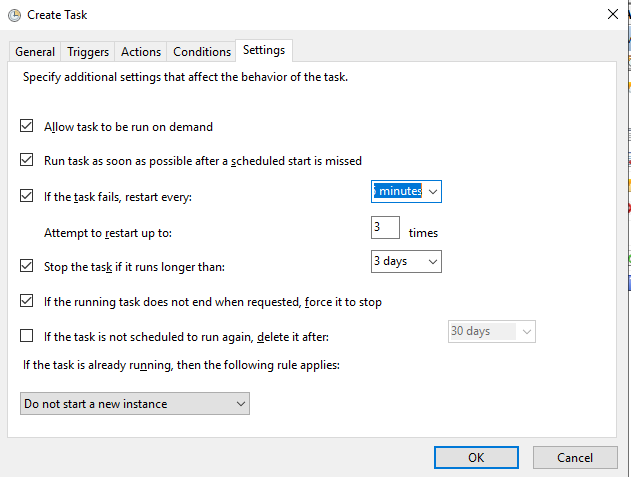 Create Task
General Triggers Actions Conditions Settings
Specify additional settings that affect the behavior of the task.
Allow task to be run on demand
Run task as soon as possible after a scheduled start is missed
If the task fails, restart every: minutes
Attempt to restart up to: 3 times
Stop the task if it runs longer than: 3 days
If the running task does not end when requested, force it to stop
If the task is not scheduled to run again, delete it after: 30 days
If the task is already running, then the following rule applies:
Do not start a new instance
OK Cancel